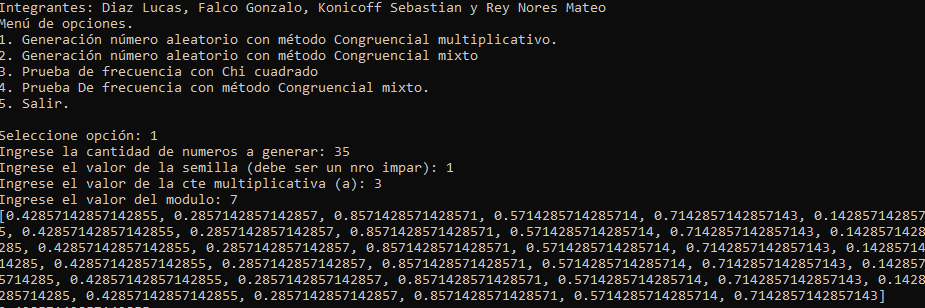 Integrantes: Diaz Lucas, Falco Gonzalo, Konicoff Sebastian y Rey Nores Mateo
Menú de opciones.
1. Generación número aleatorio con método Congruencial multiplicativo.
2. Generación número aleatorio con método Congruencial mixto
3. Prueba de frecuencia con Chi cuadrado
4. Prueba De frecuencia con método Congruencial mixto.
5. Salir.
Seleccione opción: 1
Ingrese la cantidad de numeros a generar: 35
Ingrese el valor de la semilla (debe ser un nro impar): 1
Ingrese el valor de la cte multiplicativa (a): 3
Ingrese el valor del modulo: 7
[0.42857142857142855, 0.2857142857142857, 0.8571428571428571, 0.5714285714285714, 0.7142857142857143, 0.142857142857
5, 0.42857142857142855, 0.2857142857142857, 0.8571428571428571, 0.5714285714285714, 0.7142857142857143, 0.1428571428
285, 0.42857142857142855, 0.2857142857142857, 0.8571428571428571, 0.5714285714285714, 0.7142857142857143, 0.14285714
14285, 0.42857142857142855, 0.2857142857142857, 0.8571428571428571, 0.5714285714285714, 0.7142857142857143, 0.142857
5714285, 0.42857142857142855, 0.2857142857142857, 0.8571428571428571, 0.5714285714285714, 0.7142857142857143, 0.1428
285714285, 0.42857142857142855, 0.2857142857142857, 0.8571428571428571, 0.5714285714285714, 0.7142857142857143]